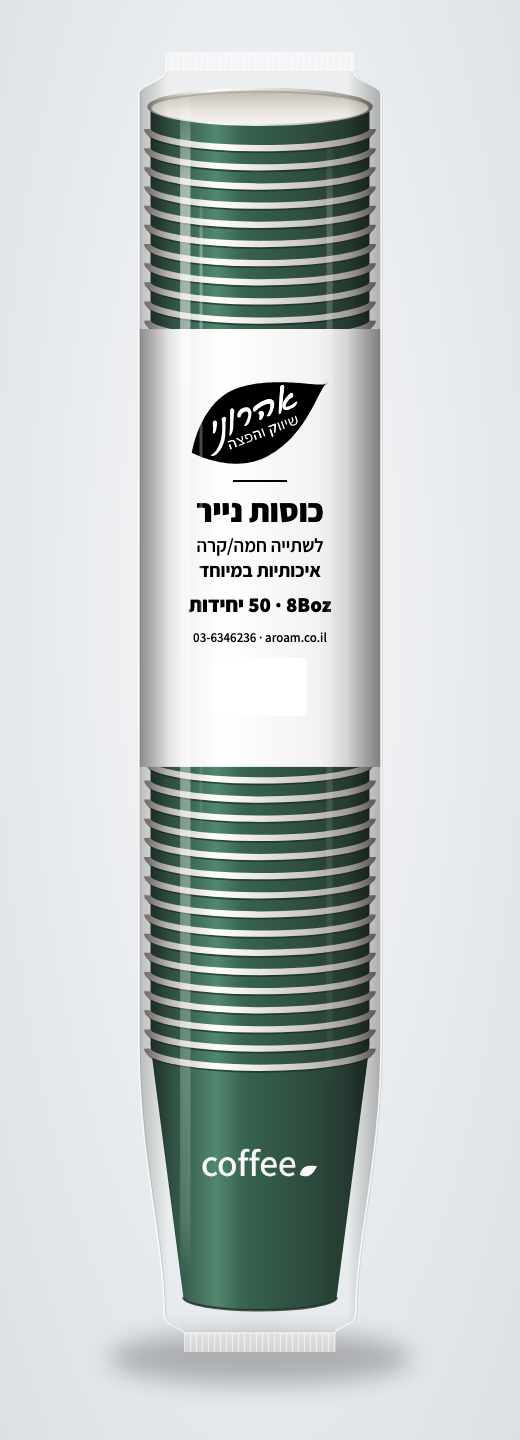 אהרוני
שיווק והפצה
כוסות נייר
לשתייה חמה/קרה
איכותיות במיוחד
8Boz · 50 יחידות
03-6346236 · aroam.co.il
coffee